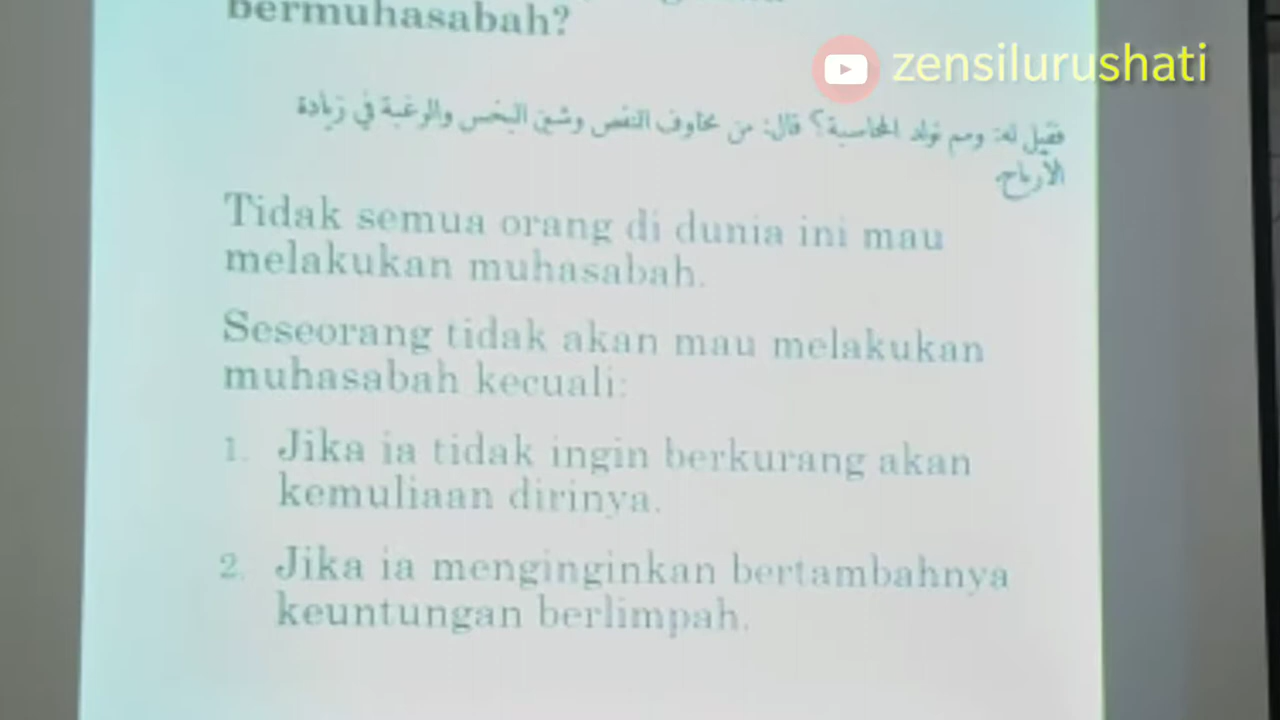 bermuhasabah?
zensilurushati
فقيل له: ومم تولد المحاسبة؟ قال: من مخاوف النقص وشين البخس والرغبة في زيادة
الأرباح.
Tidak semua orang di dunia ini mau
melakukan muhasabah.
Seseorang tidak akan mau melakukan
muhasabah kecuali:
1. Jika ia tidak ingin berkurang akan
kemuliaan dirinya.
2. Jika ia menginginkan bertambahnya
keuntungan berlimpah.